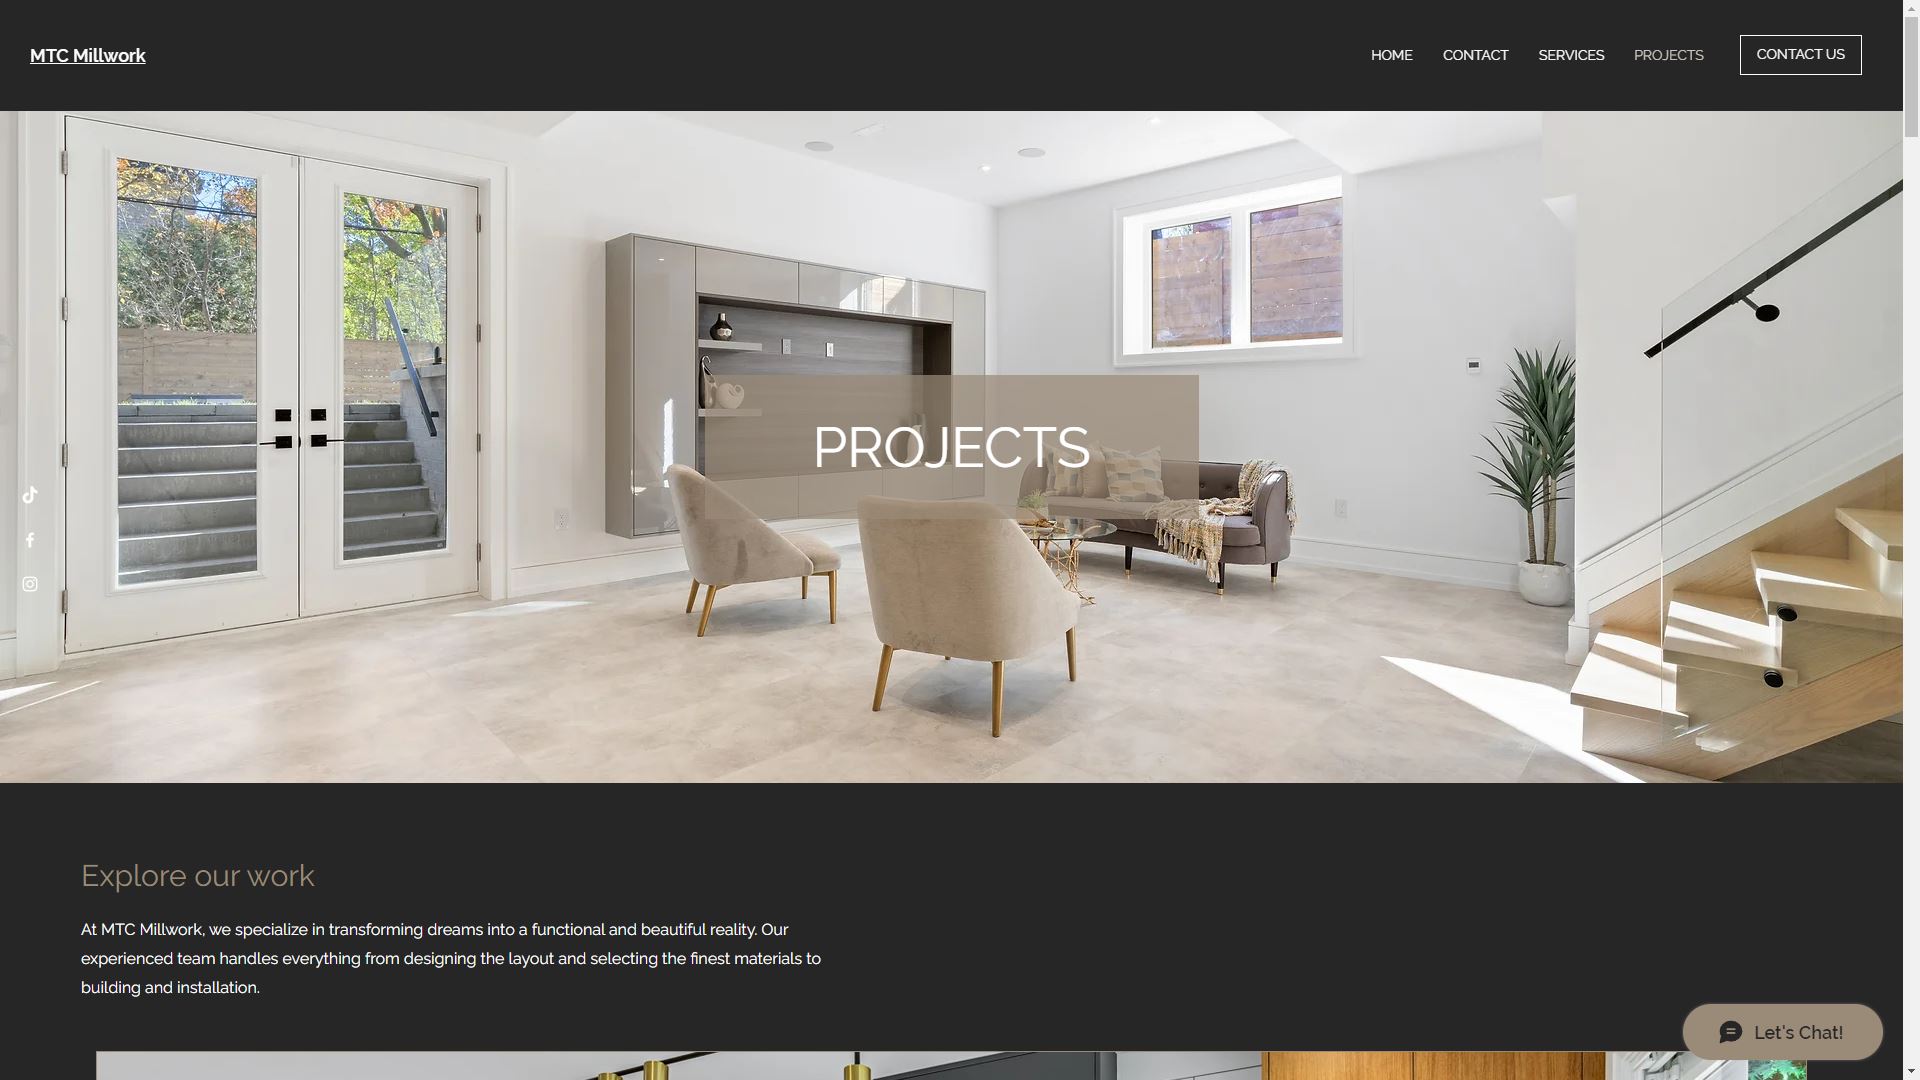 MTC Millwork
HOME
CONTACT
SERVICES
PROJECTS
CONTACT US
PROJECTS
Explore our work
At MTC Millwork, we specialize in transforming dreams into a functional and beautiful reality. Our
experienced team handles everything from designing the layout and selecting the finest materials to
building and installation.
Let's Chat!